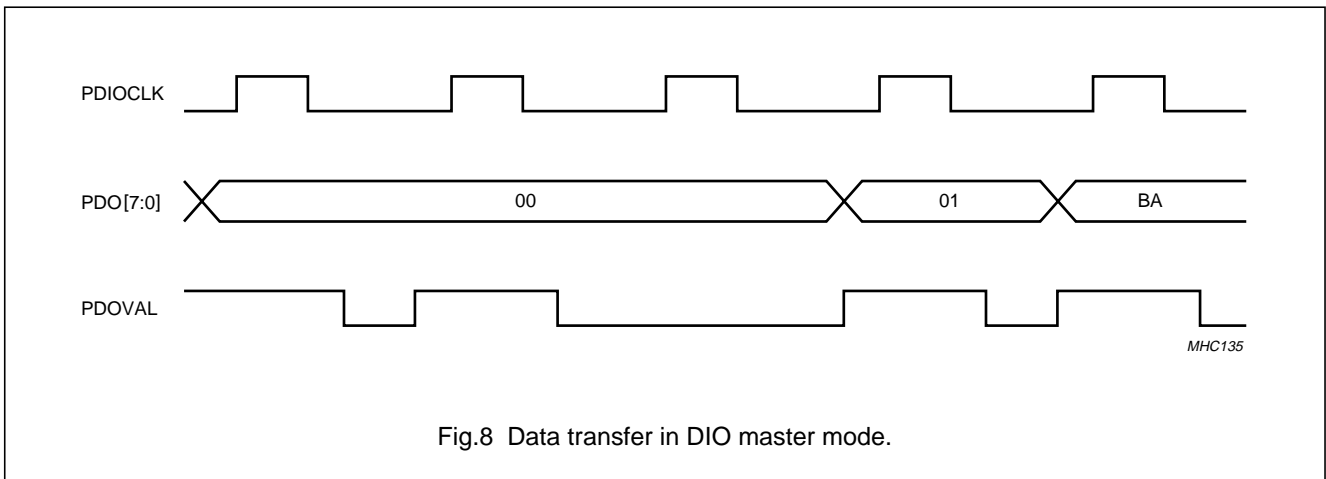 PDIOCLK
PDO[7:0]
00
01
BA
PDOVAL
MHC135
Fig.8 Data transfer in DIO master mode.